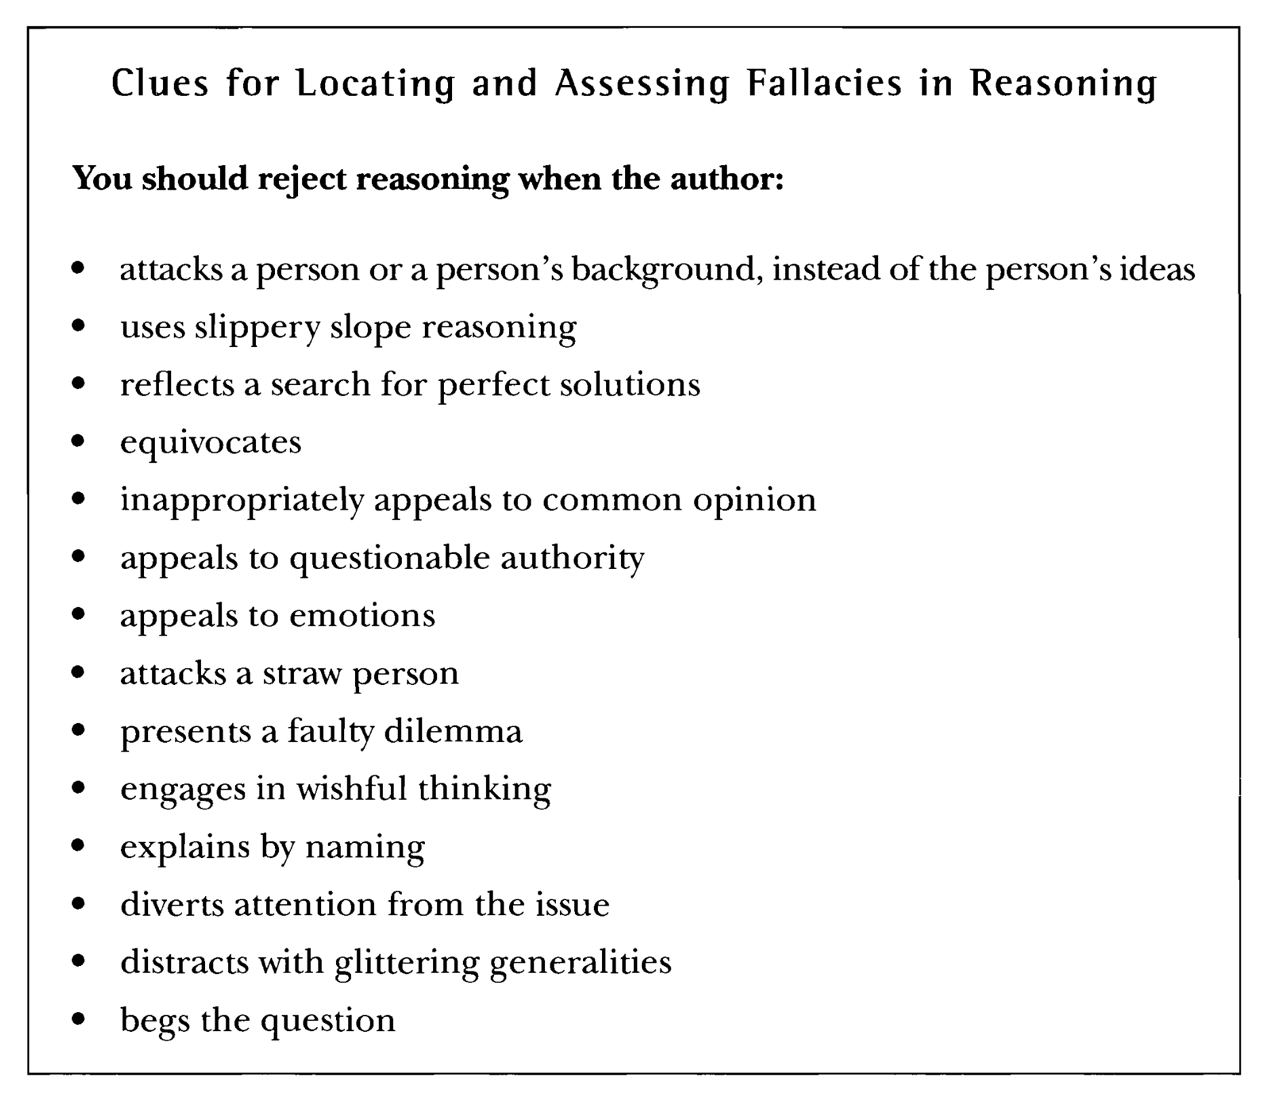 Clues for Locating and Assessing Fallacies in Reasoning
You should reject reasoning when the author:
• attacks a person or a person's background, instead of the person's ideas
• uses slippery slope reasoning
• reflects a search for perfect solutions
• equivocates
• inappropriately appeals to common opinion
• appeals to questionable authority
• appeals to emotions
• attacks a straw person
• presents a faulty dilemma
• engages in wishful thinking
• explains by naming
• diverts attention from the issue
• distracts with glittering generalities
• begs the question